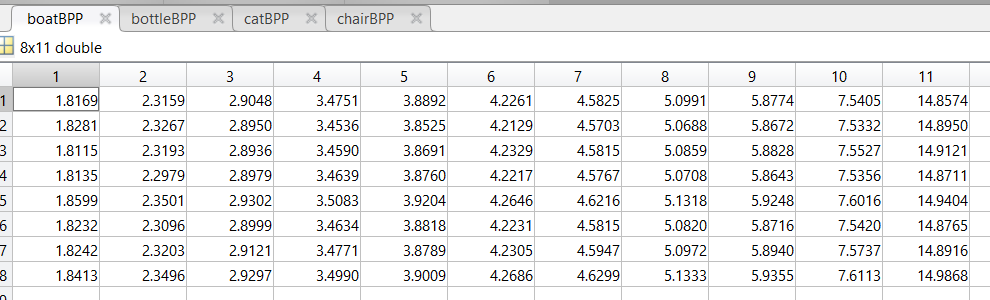 boatBPP bottleBPP catBPP chairBPP
8x11 double
1 2 3 4 5 6 7 8 9 10 11
1 1.8169 2.3159 2.9048 3.4751 3.8892 4.2261 4.5825 5.0991 5.8774 7.5405 14.8574
2 1.8281 2.3267 2.8950 3.4536 3.8525 4.2129 4.5703 5.0688 5.8672 7.5332 14.8950
3 1.8115 2.3193 2.8936 3.4590 3.8691 4.2329 4.5815 5.0859 5.8828 7.5527 14.9121
4 1.8135 2.2979 2.8979 3.4639 3.8760 4.2217 4.5767 5.0708 5.8643 7.5356 14.8711
5 1.8599 2.3501 2.9302 3.5083 3.9204 4.2646 4.6216 5.1318 5.9248 7.6016 14.9404
6 1.8232 2.3096 2.8999 3.4634 3.8818 4.2231 4.5815 5.0820 5.8716 7.5420 14.8765
7 1.8242 2.3203 2.9121 3.4771 3.8789 4.2305 4.5947 5.0972 5.8940 7.5737 14.8916
8 1.8413 2.3496 2.9297 3.4990 3.9009 4.2686 4.6299 5.1333 5.9355 7.6113 14.9868